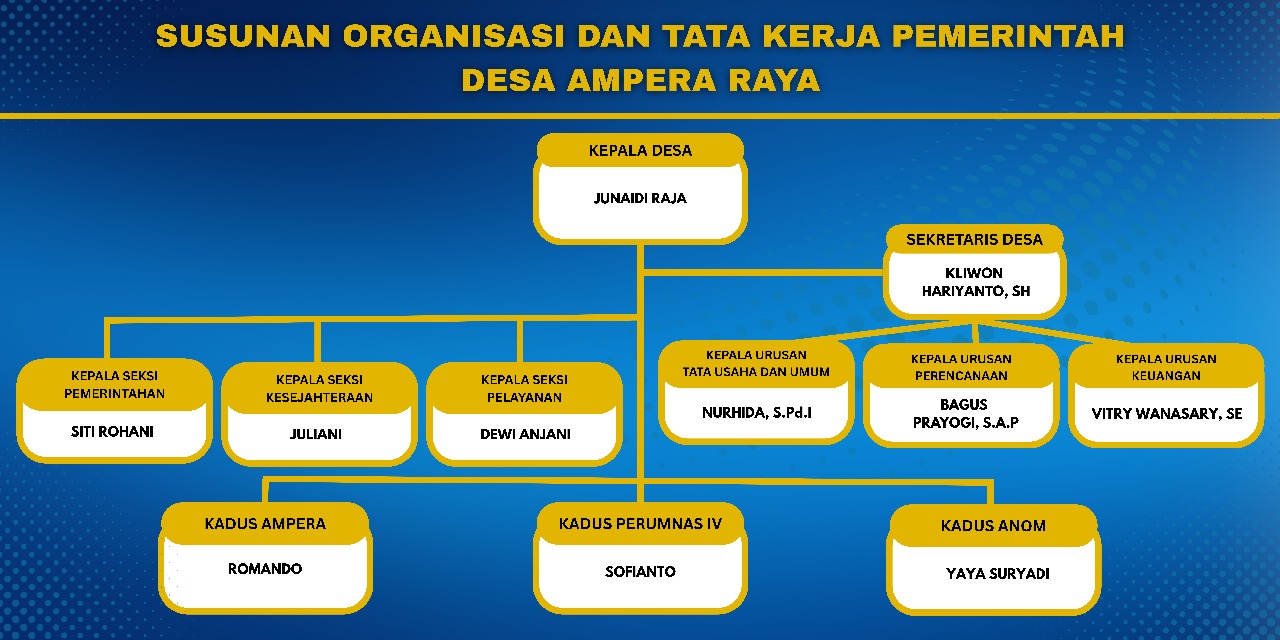 SUSUNAN ORGANISASI DAN TATA KERJA PEMERINTAH
DESA AMPERA RAYA
KEPALA DESA
JUNAIDI RAJA
SEKRETARIS DESA
KLIWON
HARIYANTO, SH
KEPALA SEKSI
PEMERINTAHAN
SITI ROHANI
KEPALA SEKSI
KESEJAHTERAAN
JULIANI
KEPALA SEKSI
PELAYANAN
DEWI ANJANI
KEPALA URUSAN
TATA USAHA DAN UMUM
NURHIDA, S.Pd.I
KEPALA URUSAN
PERENCANAAN
BAGUS
PRAYOGI, S.A.P
KEPALA URUSAN
KEUANGAN
VITRY WANASARY, SE
KADUS AMPERA
ROMANDO
KADUS PERUMNAS IV
SOFIANTO
KADUS ANOM
YAYA SURYADI